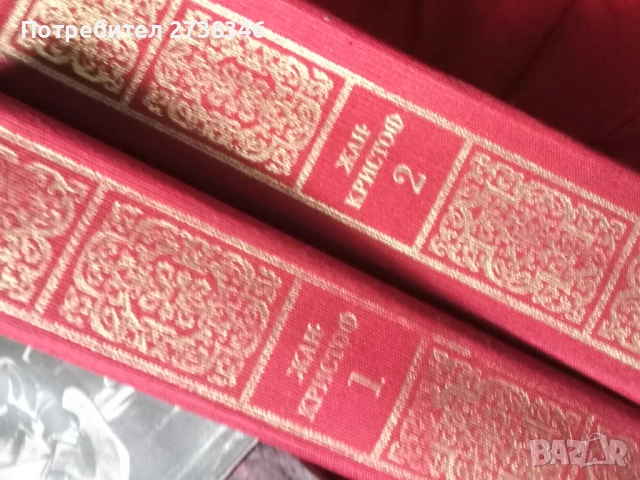 Потребител 2738346
ЖАН-
КРИСТОФ
2
ЖАН-
КРИСТОФ
1
BAZAR